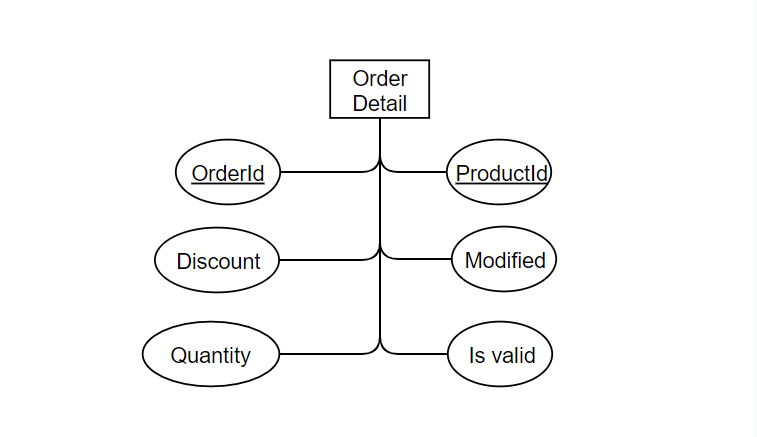 Order
Detail
OrderId
ProductId
Discount
Modified
Quantity
Is valid